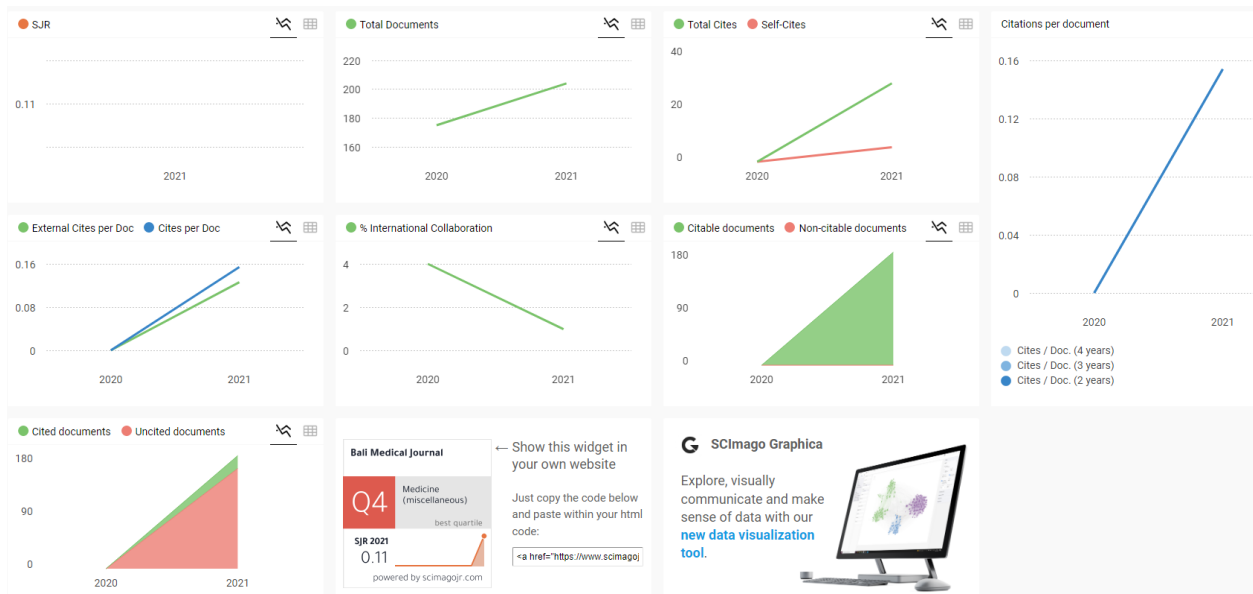 SJR
0.11
2021
Total Documents
220
200
180
160
2020 2021
Total Cites Self-Cites
40
20
0
2020 2021
Citations per document
0.16
0.12
0.08
0.04
0
2020 2021
Cites / Doc. (4 years)
Cites / Doc. (3 years)
Cites / Doc. (2 years)
External Cites per Doc Cites per Doc
0.16
0.08
0
2020 2021
% International Collaboration
4
2
0
2020 2021
Citable documents Non-citable documents
180
90
0
2020 2021
Cited documents Uncited documents
180
90
0
2020 2021
Bali Medical Journal
Q4
Medicine
(miscellaneous)
best quartile
SJR 2021
0.11
powered by scimagojr.com
← Show this widget in
your own website
Just copy the code below
and paste within your html
code:
<a href="https://www.scimagoj
SCImago Graphica
Explore, visually
communicate and make
sense of data with our
new data visualization
tool.